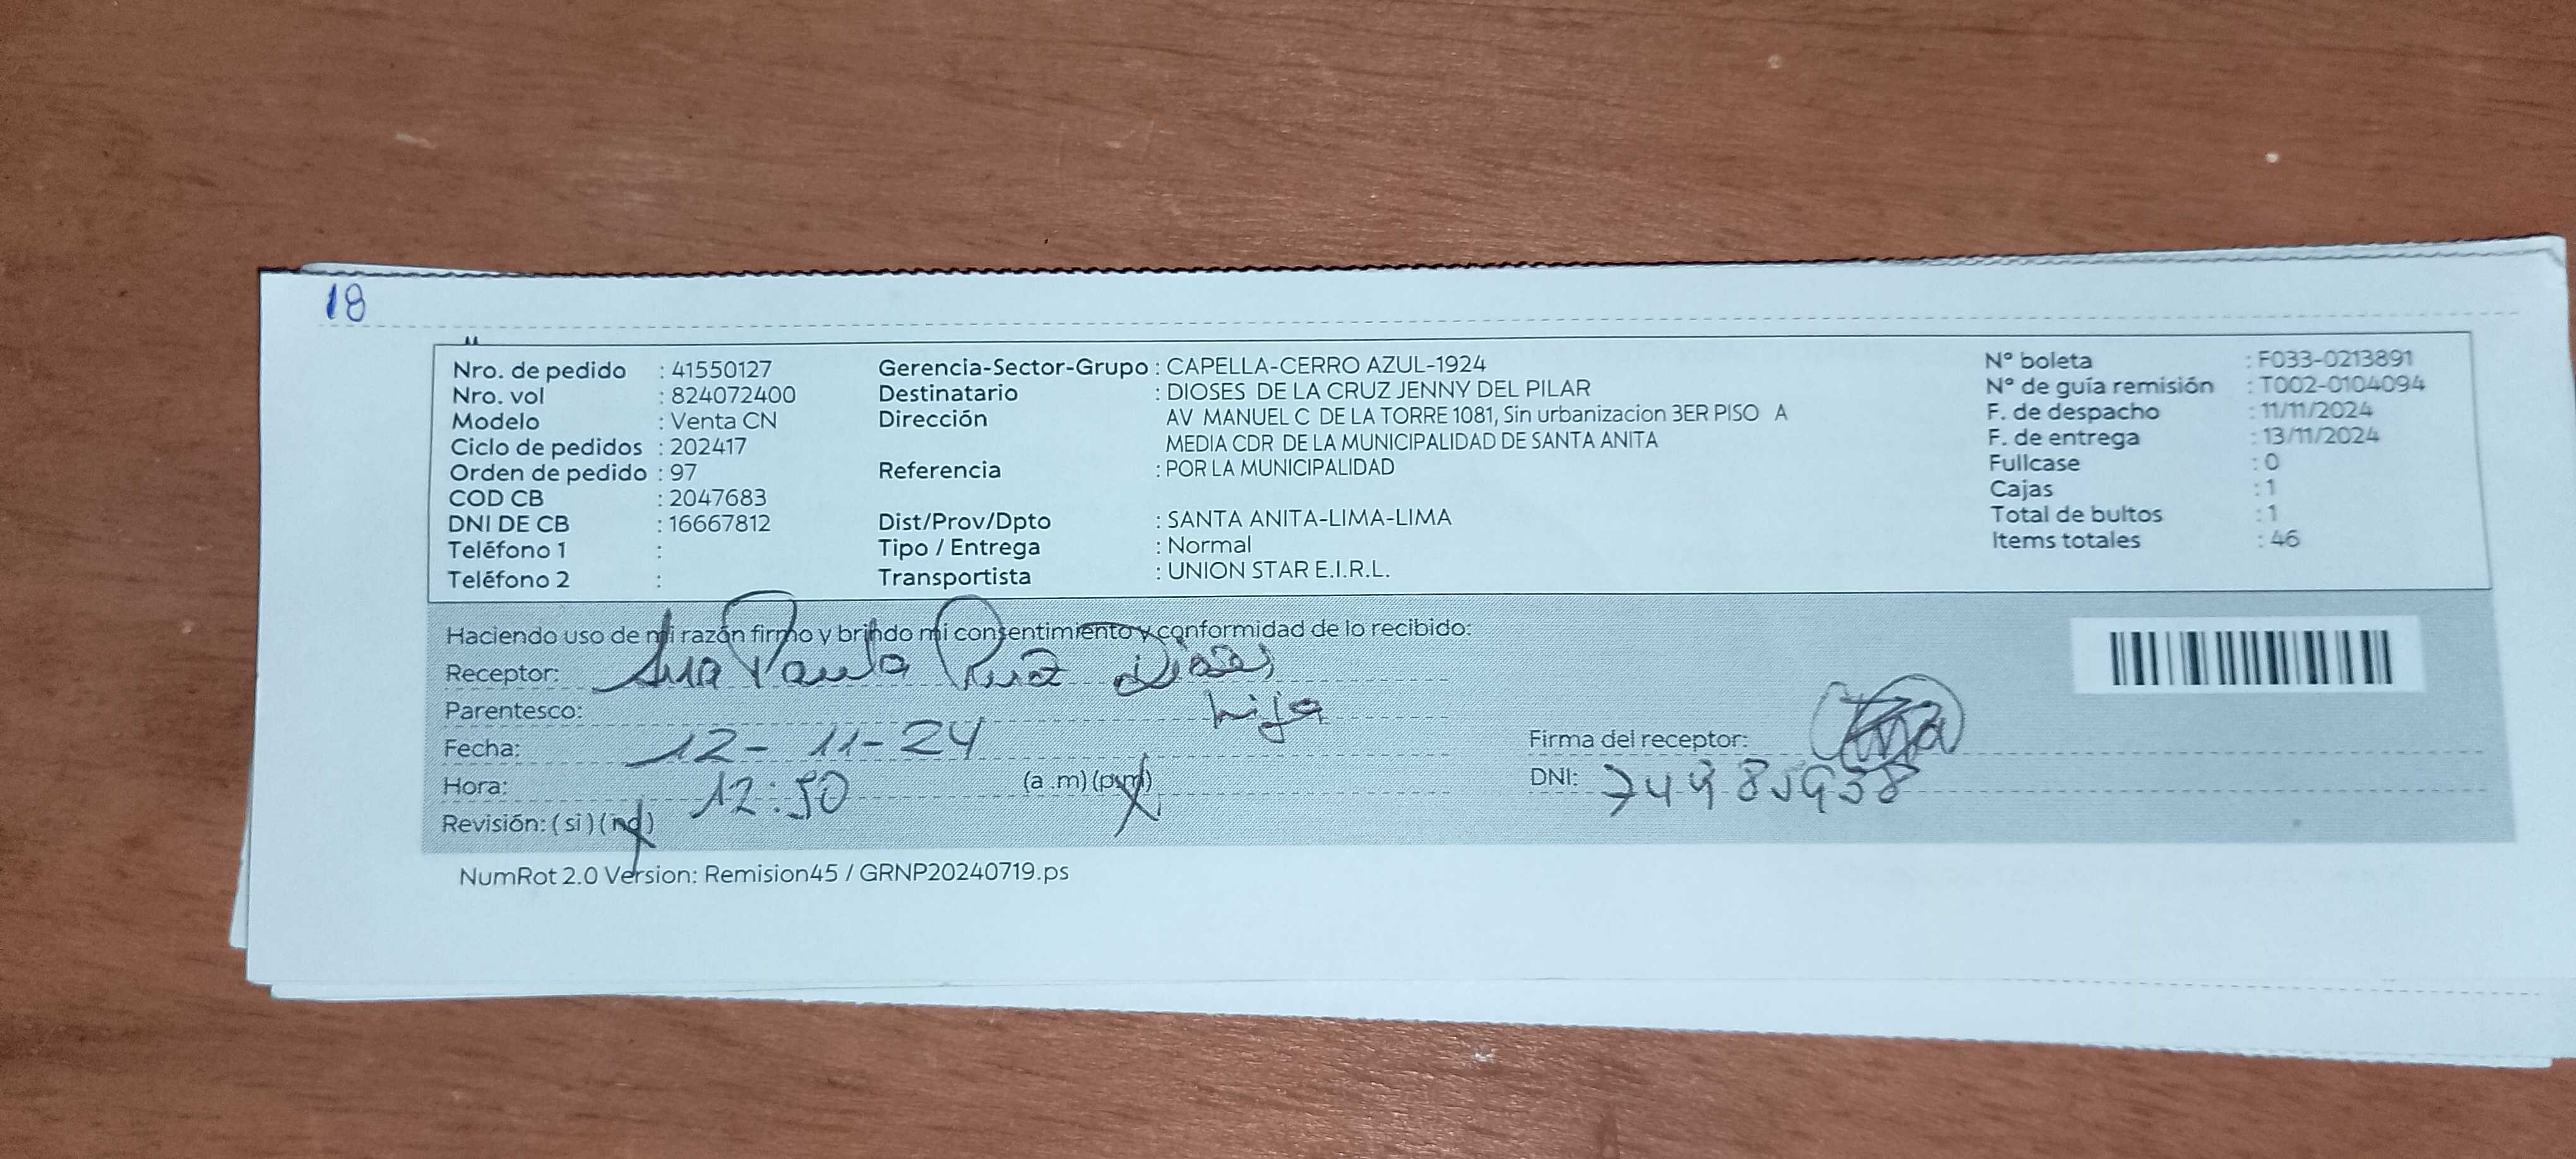 18
Nro. de pedido : 41550127
Nro. vol : 824072400
Modelo : Venta CN
Ciclo de pedidos : 202417
Orden de pedido : 97
COD CB : 2047683
DNI DE CB : 16667812
Teléfono 1 :
Teléfono 2 :
Gerencia-Sector-Grupo : CAPELLA-CERRO AZUL-1924
Destinatario : DIOSES DE LA CRUZ JENNY DEL PILAR
Dirección AV MANUEL C DE LA TORRE 1081, Sin urbanizacion 3ER PISO A
MEDIA CDR DE LA MUNICIPALIDAD DE SANTA ANITA
Referencia : POR LA MUNICIPALIDAD
Dist/Prov/Dpto : SANTA ANITA-LIMA-LIMA
Tipo / Entrega : Normal
Transportista : UNION STAR E.I.R.L.
Nº boleta : F033-0213891
Nº de guía remisión : T002-0104094
F. de despacho : 11/11/2024
F. de entrega : 13/11/2024
Fullcase : 0
Cajas : 1
Total de bultos : 1
Items totales : 46
Haciendo uso de mi razón firmo y brindo mi consentimiento y conformidad de lo recibido:
Receptor: Ana Paula Ruiz Dioses
Parentesco: hija
Fecha: 12-11-24
Hora: 12:50 (a .m) (p.m)
Revisión: ( si ) ( no )
Firma del receptor:
DNI: 74985938
NumRot 2.0 Version: Remision45 / GRNP20240719.ps